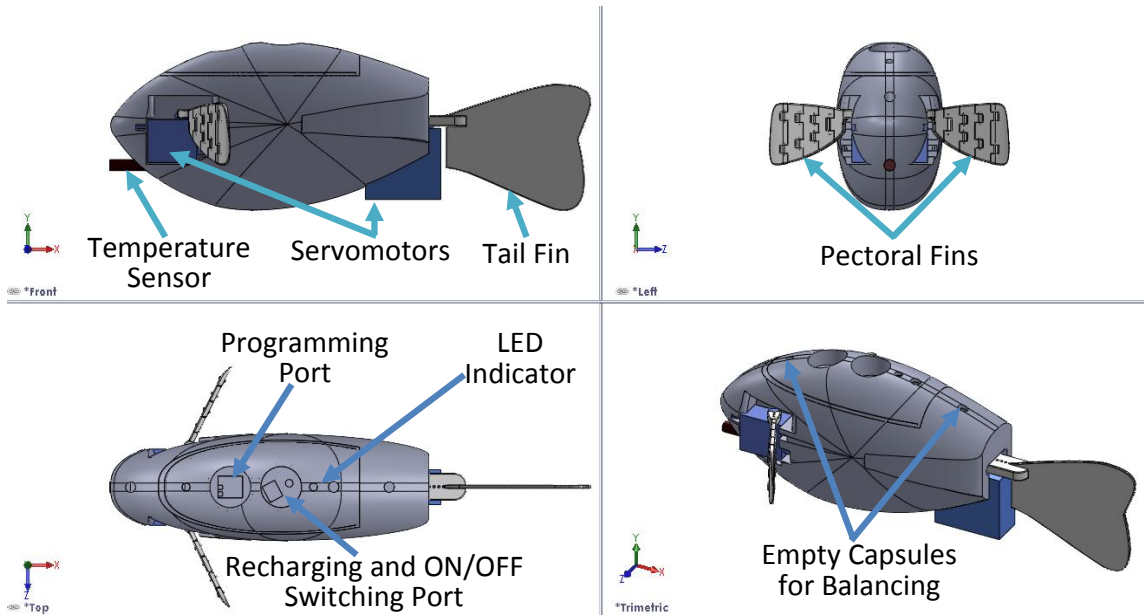 Y
X
Temperature
Sensor
Servomotors
Tail Fin
*Front
Y
Z
Pectoral Fins
*Left
Programming
Port
LED
Indicator
X
Z
Recharging and ON/OFF
Switching Port
*Top
Y
X
Z
Empty Capsules
for Balancing
*Trimetric